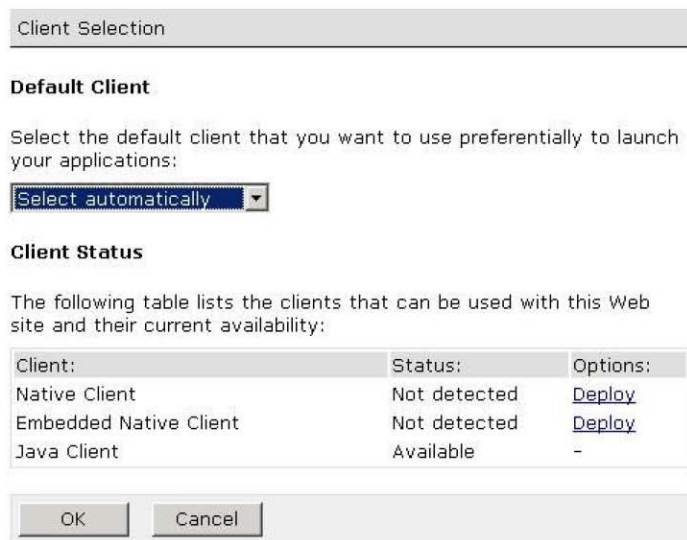 Client Selection
Default Client
Select the default client that you want to use preferentially to launch
your applications:
Select automatically
Client Status
The following table lists the clients that can be used with this Web
site and their current availability:
Client: Status: Options:
Native Client Not detected Deploy
Embedded Native Client Not detected Deploy
Java Client Available -
OK Cancel